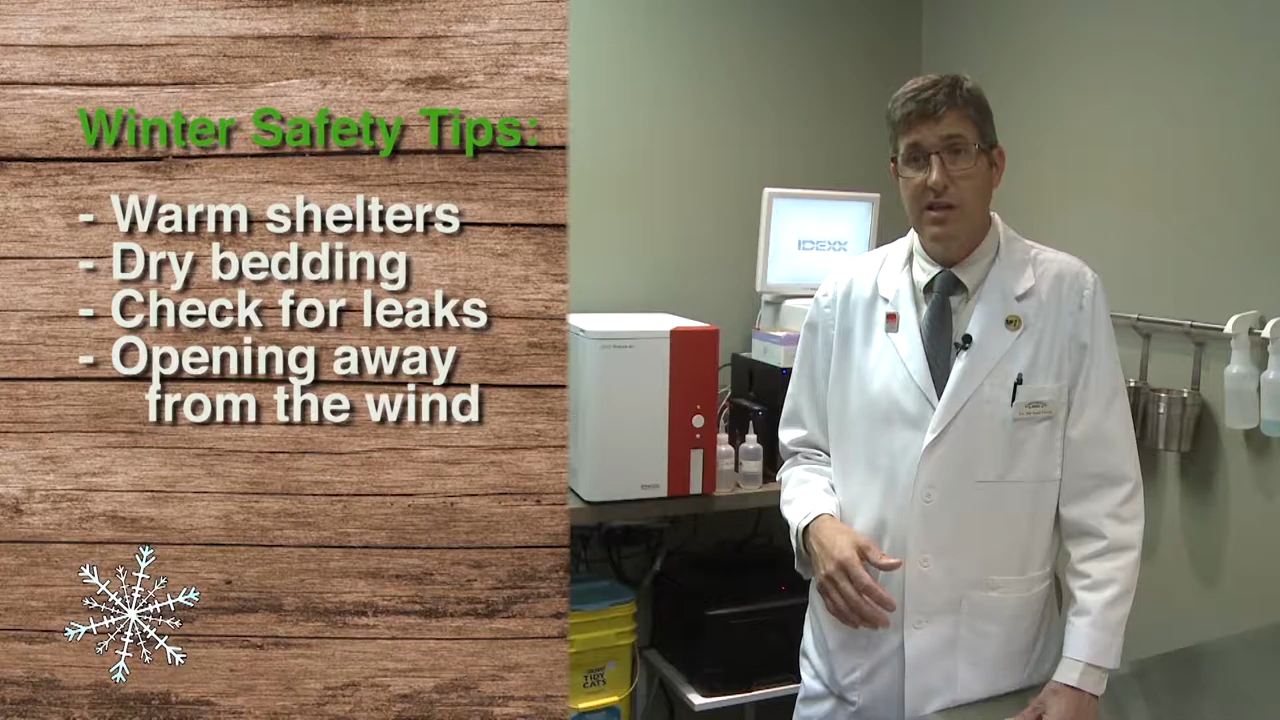 Winter Safety Tips:
- Warm shelters
- Dry bedding
- Check for leaks
- Opening away
from the wind
IDEXX
TIDY
CATS